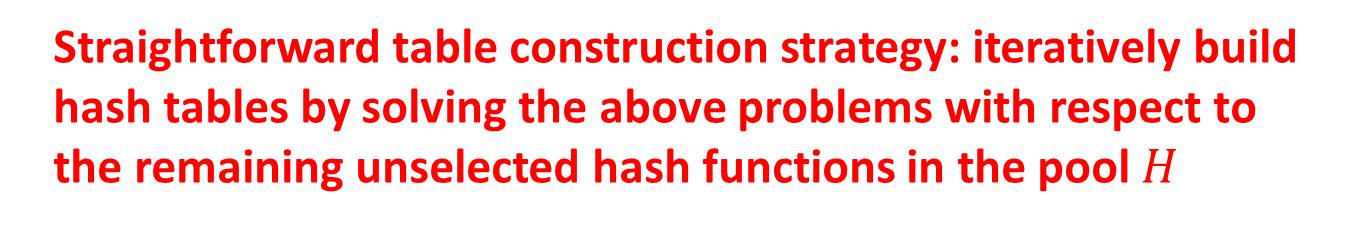 Straightforward table construction strategy: iteratively build
hash tables by solving the above problems with respect to
the remaining unselected hash functions in the pool H